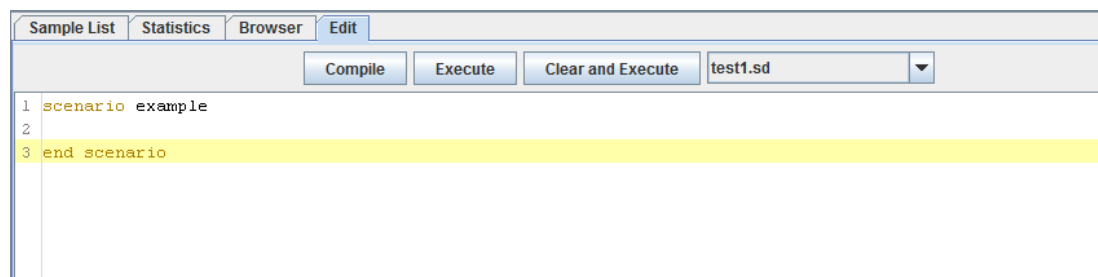 Sample List Statistics Browser Edit
Compile Execute Clear and Execute test1.sd
1 scenario example
2
3 end scenario